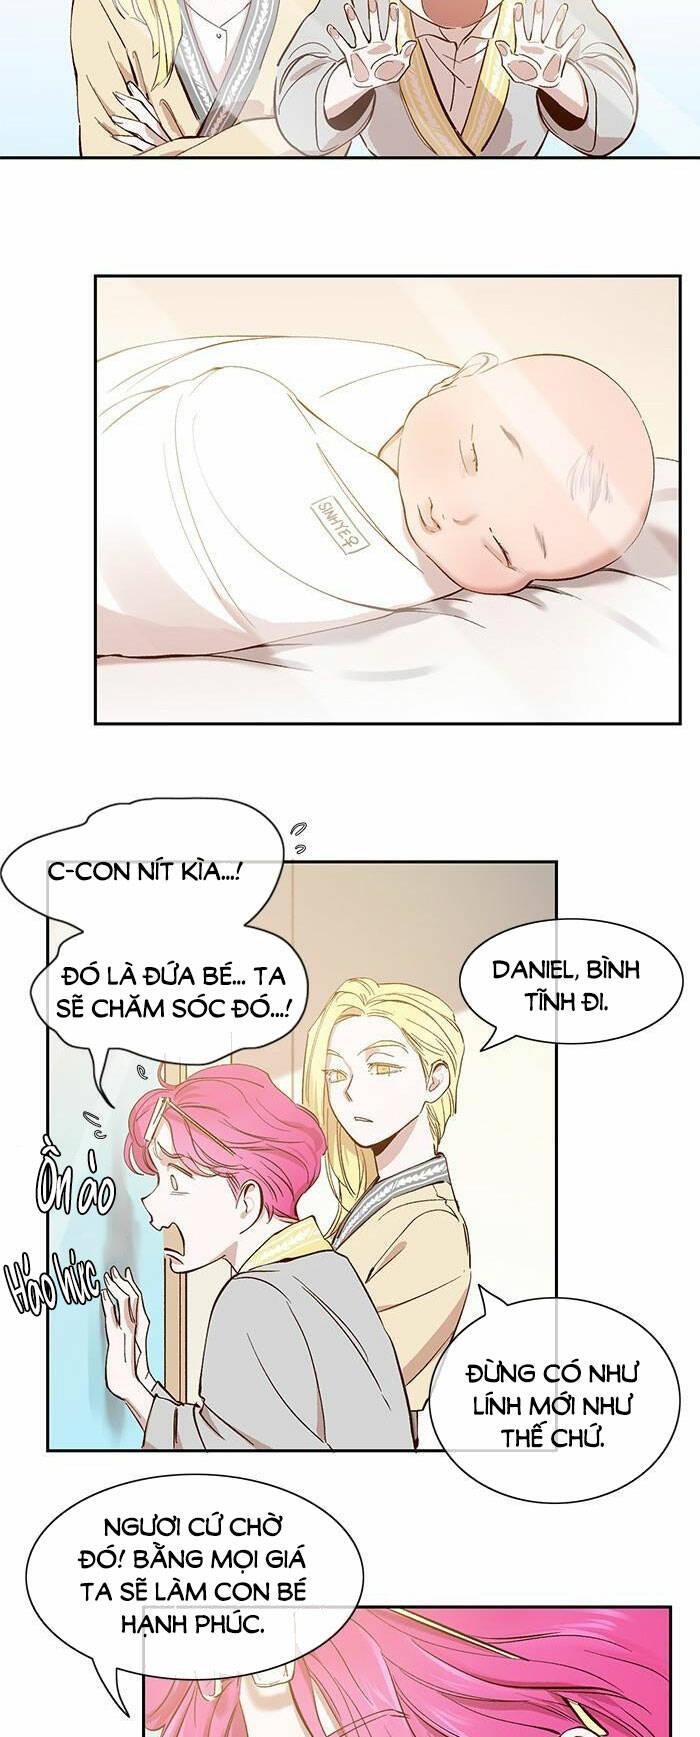 SINHYE♀
C-CON NÍT KÌA...!
ĐÓ LÀ ĐỨA BÉ... TA
SẼ CHĂM SÓC ĐÓ...!
DANIEL, BÌNH
TĨNH ĐI.
Ồn ào
Háo hức
ĐỪNG CÓ NHƯ
LÍNH MỚI NHƯ
THẾ CHỨ.
NGƯƠI CỨ CHỜ
ĐÓ! BẰNG MỌI GIÁ
TA SẼ LÀM CON BÉ
HẠNH PHÚC.